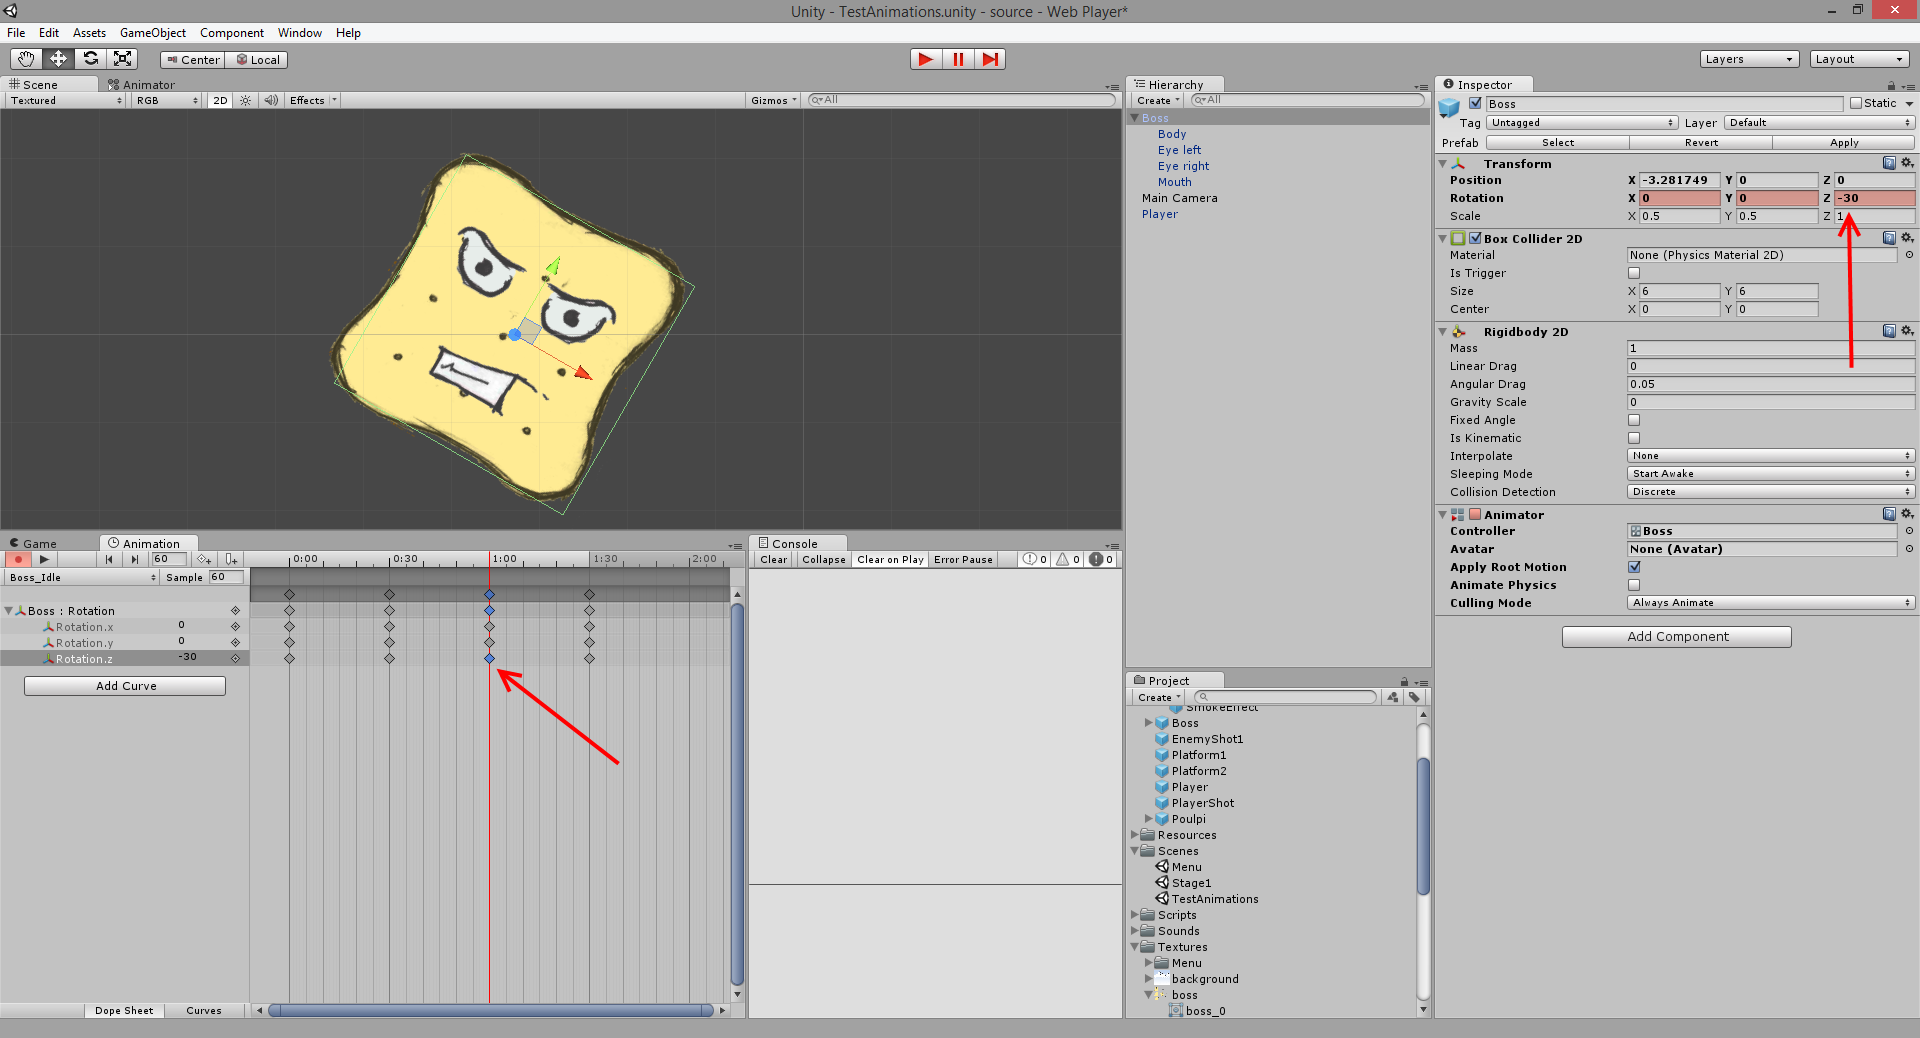 Unity - TestAnimations.unity - source - Web Player*
File Edit Assets GameObject Component Window Help
Center Local Layers Layout
Scene Animator
Textured RGB 2D Effects Gizmos All
Game Animation
60 0:00 0:30 1:00 1:30 2:00
Boss_Idle Sample 60
Boss : Rotation
Rotation.x 0
Rotation.y 0
Rotation.z -30
Add Curve
Dope Sheet Curves
Console
Clear Collapse Clear on Play Error Pause 0 0 0
Hierarchy
Create All
Boss
Body
Eye left
Eye right
Mouth
Main Camera
Player
Project
Create
SmokeEffect
Boss
EnemyShot1
Platform1
Platform2
Player
PlayerShot
Poulpi
Resources
Scenes
Menu
Stage1
TestAnimations
Scripts
Sounds
Textures
Menu
background
boss
boss_0
Inspector
Boss Static
Tag Untagged Layer Default
Prefab Select Revert Apply
Transform
Position X -3.281749 Y 0 Z 0
Rotation X 0 Y 0 Z -30
Scale X 0.5 Y 0.5 Z 1
Box Collider 2D
Material None (Physics Material 2D)
Is Trigger
Size X 6 Y 6
Center X 0 Y 0
Rigidbody 2D
Mass 1
Linear Drag 0
Angular Drag 0.05
Gravity Scale 0
Fixed Angle
Is Kinematic
Interpolate None
Sleeping Mode Start Awake
Collision Detection Discrete
Animator
Controller Boss
Avatar None (Avatar)
Apply Root Motion
Animate Physics
Culling Mode Always Animate
Add Component